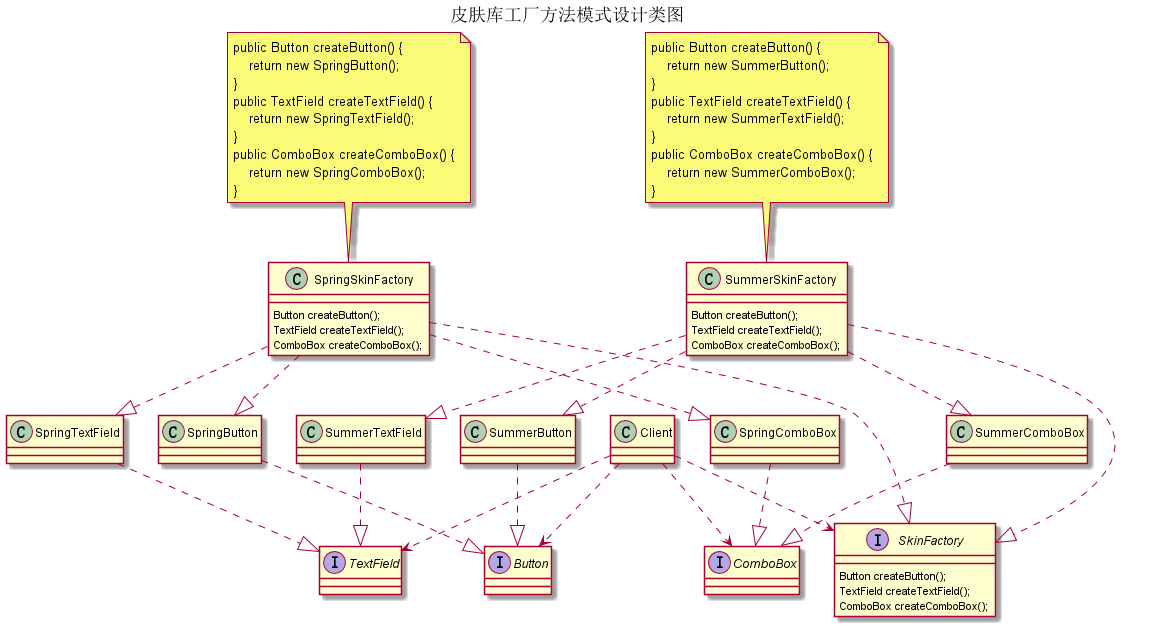 皮肤库工厂方法模式设计类图
public Button createButton() {
return new SpringButton();
}
public TextField createTextField() {
return new SpringTextField();
}
public ComboBox createComboBox() {
return new SpringComboBox();
}
public Button createButton() {
return new SummerButton();
}
public TextField createTextField() {
return new SummerTextField();
}
public ComboBox createComboBox() {
return new SummerComboBox();
}
C SpringSkinFactory
Button createButton();
TextField createTextField();
ComboBox createComboBox();
C SummerSkinFactory
Button createButton();
TextField createTextField();
ComboBox createComboBox();
C SpringTextField
C SpringButton
C SummerTextField
C SummerButton
C Client
C SpringComboBox
C SummerComboBox
I TextField
I Button
I ComboBox
I SkinFactory
Button createButton();
TextField createTextField();
ComboBox createComboBox();